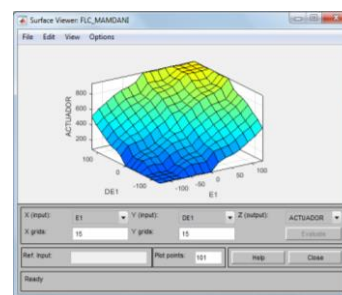 Surface Viewer: FLC_MAMDANI
File Edit View Options
ACTUADOR
800
600
400
200
100
0
-100
DE1
-100
-50
0
50
100
E1
X (input): E1 Y (input): DE1 Z (output): ACTUADOR
X grids: 15 Y grids: 15 Evaluate
Ref. Input: Plot points: 101 Help Close
Ready